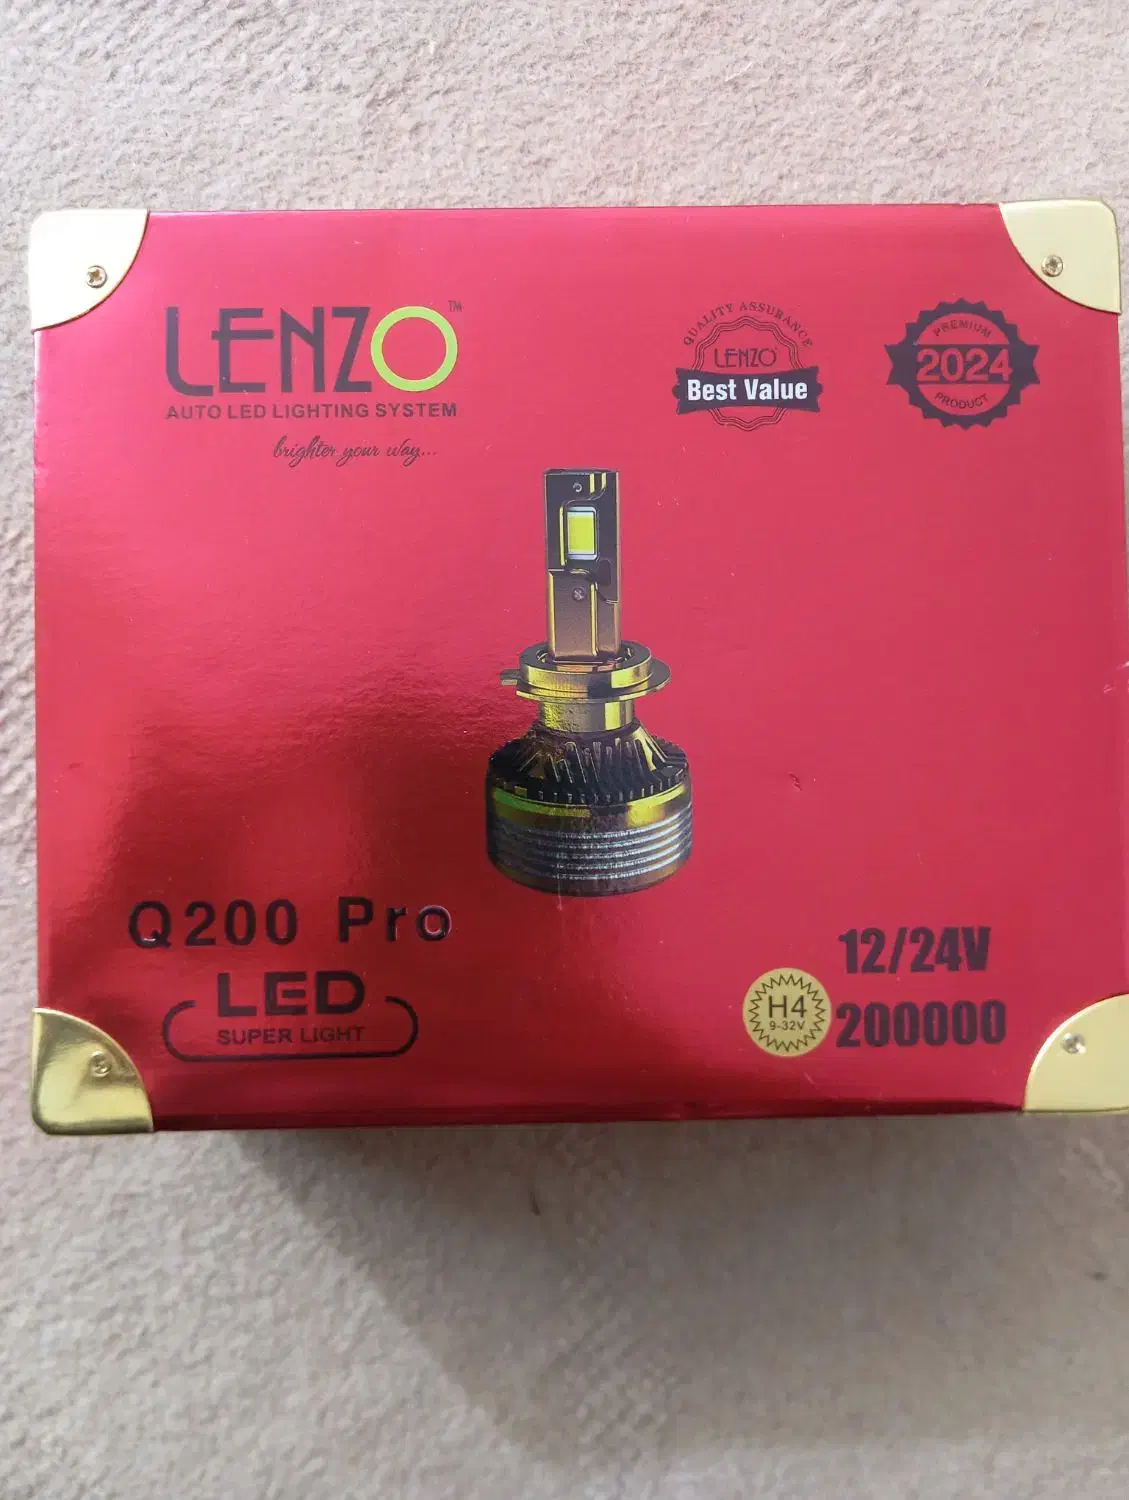 LENZO™
AUTO LED LIGHTING SYSTEM
brighter your way...
QUALITY ASSURANCE
LENZO
Best Value
PREMIUM
2024
PRODUCT
Q200 Pro
LED
SUPER LIGHT
12/24V
H4
9-32V
200000